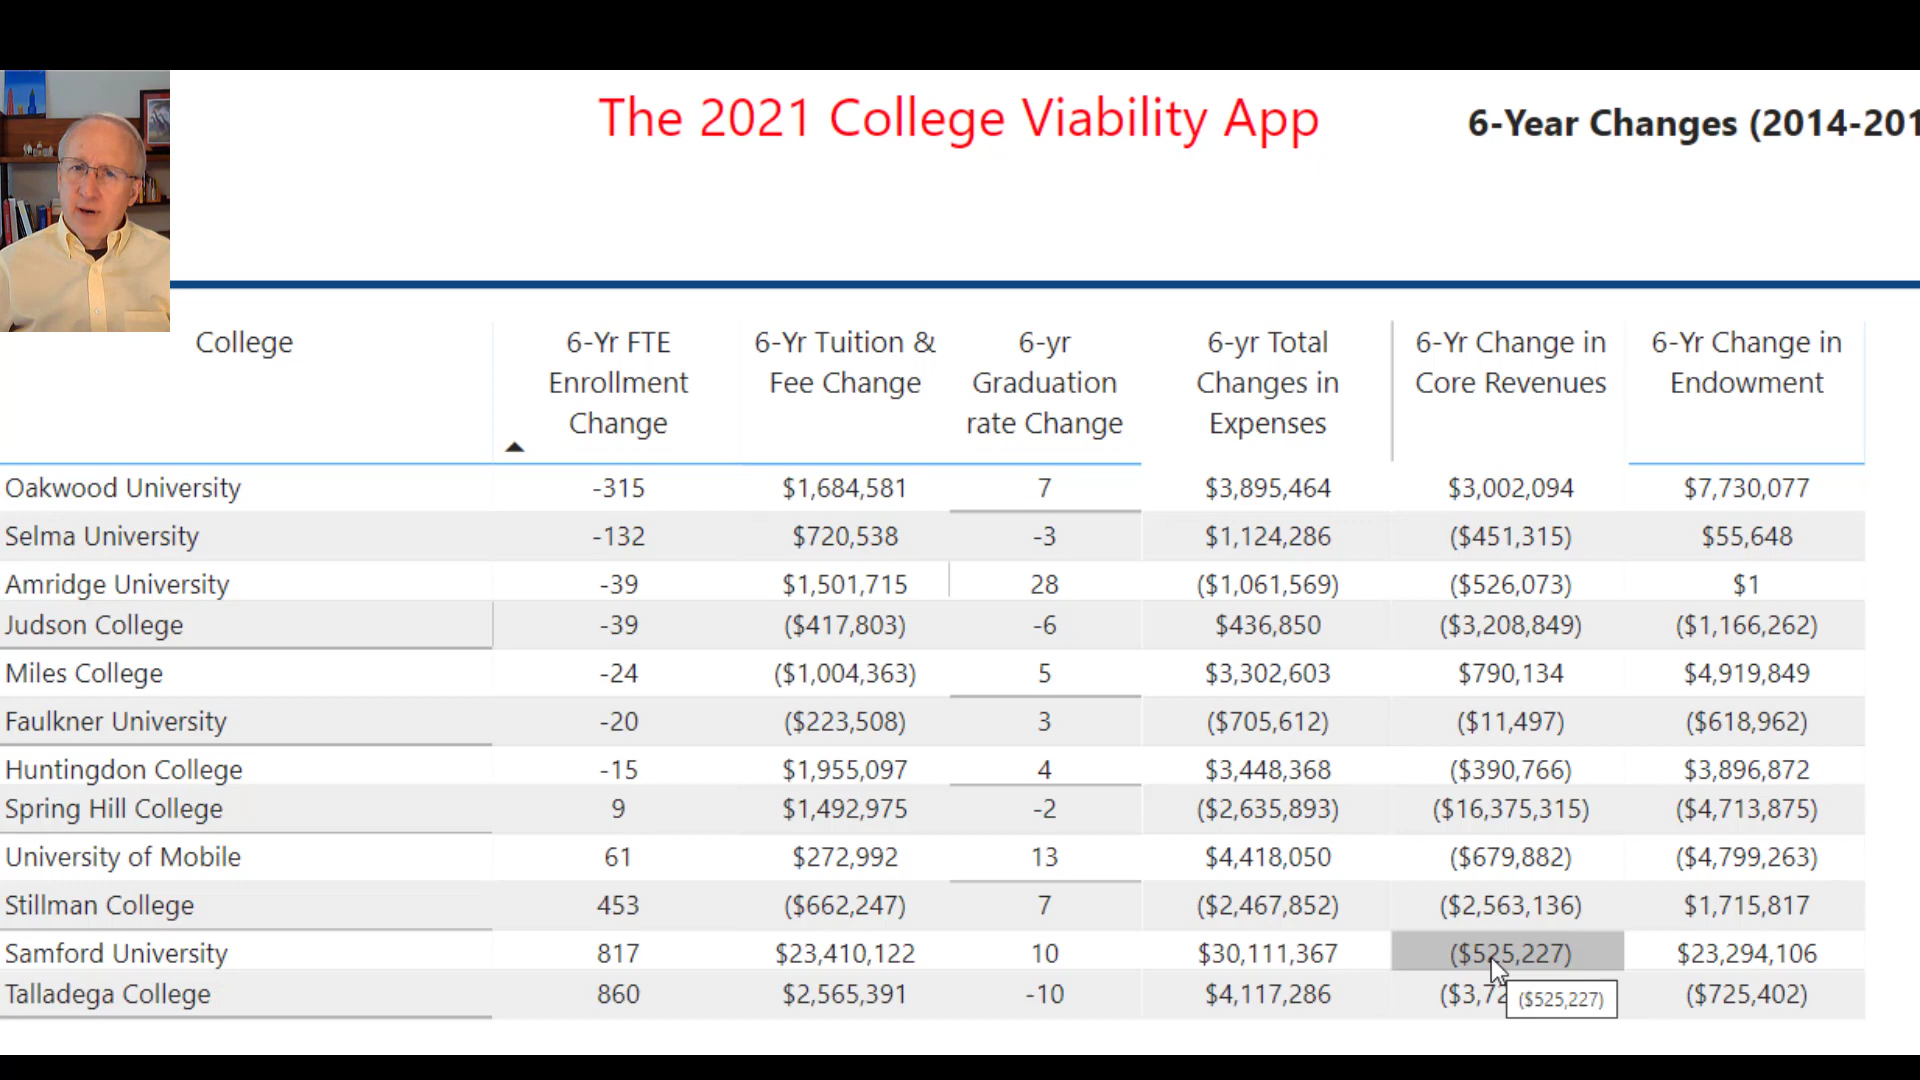 The 2021 College Viability App
6-Year Changes (2014-201
College
6-Yr FTE Enrollment Change
6-Yr Tuition & Fee Change
6-yr Graduation rate Change
6-yr Total Changes in Expenses
6-Yr Change in Core Revenues
6-Yr Change in Endowment
Oakwood University -315 $1,684,581 7 $3,895,464 $3,002,094 $7,730,077
Selma University -132 $720,538 -3 $1,124,286 ($451,315) $55,648
Amridge University -39 $1,501,715 28 ($1,061,569) ($526,073) $1
Judson College -39 ($417,803) -6 $436,850 ($3,208,849) ($1,166,262)
Miles College -24 ($1,004,363) 5 $3,302,603 $790,134 $4,919,849
Faulkner University -20 ($223,508) 3 ($705,612) ($11,497) ($618,962)
Huntingdon College -15 $1,955,097 4 $3,448,368 ($390,766) $3,896,872
Spring Hill College 9 $1,492,975 -2 ($2,635,893) ($16,375,315) ($4,713,875)
University of Mobile 61 $272,992 13 $4,418,050 ($679,882) ($4,799,263)
Stillman College 453 ($662,247) 7 ($2,467,852) ($2,563,136) $1,715,817
Samford University 817 $23,410,122 10 $30,111,367 ($525,227) $23,294,106
Talladega College 860 $2,565,391 -10 $4,117,286 ($3,72 ($725,402)
($525,227)